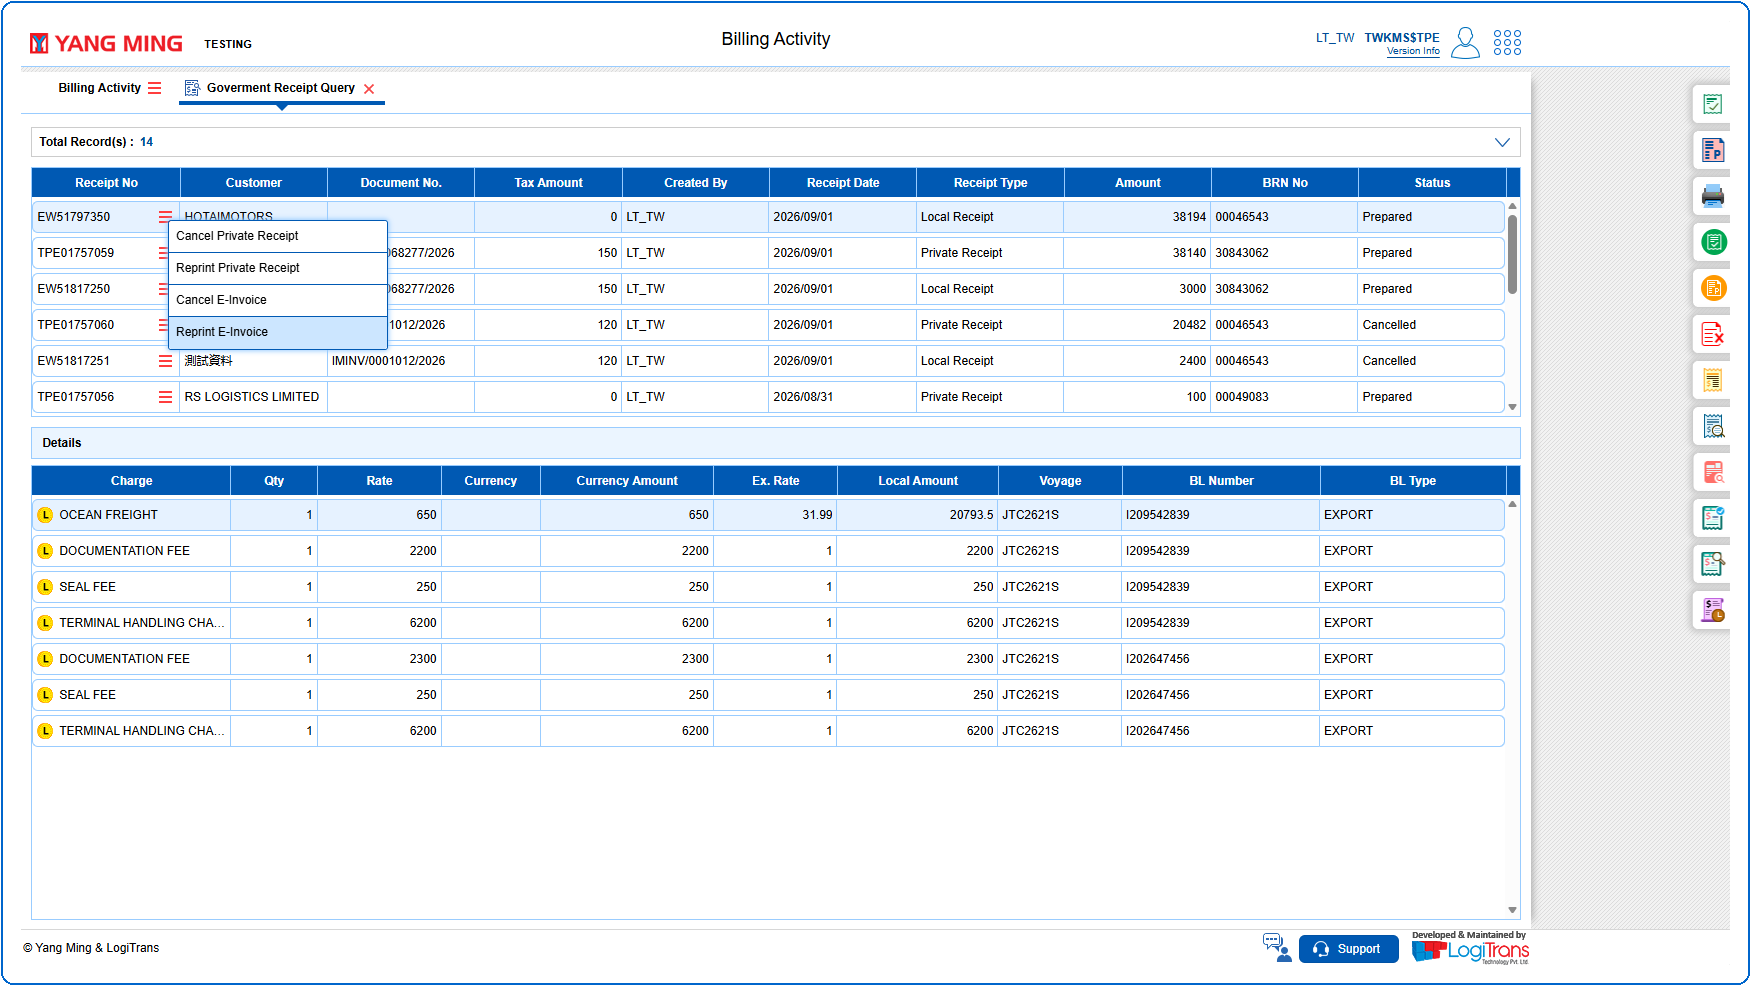 YANG MING TESTING Billing Activity LT_TW TWKMS$TPE
Version Info
Billing Activity Goverment Receipt Query
Total Record(s) : 14
Receipt No Customer Document No. Tax Amount Created By Receipt Date Receipt Type Amount BRN No Status
EW51797350 HOTAIMOTORS 0 LT_TW 2026/09/01 Local Receipt 38194 00046543 Prepared
Cancel Private Receipt
TPE01757059 068277/2026 150 LT_TW 2026/09/01 Private Receipt 38140 30843062 Prepared
Reprint Private Receipt
EW51817250 068277/2026 150 LT_TW 2026/09/01 Local Receipt 3000 30843062 Prepared
Cancel E-Invoice
TPE01757060 1012/2026 120 LT_TW 2026/09/01 Private Receipt 20482 00046543 Cancelled
Reprint E-Invoice
EW51817251 測試資料 IMINV/0001012/2026 120 LT_TW 2026/09/01 Local Receipt 2400 00046543 Cancelled
TPE01757056 RS LOGISTICS LIMITED 0 LT_TW 2026/08/31 Private Receipt 100 00049083 Prepared
Details
Charge Qty Rate Currency Currency Amount Ex. Rate Local Amount Voyage BL Number BL Type
L OCEAN FREIGHT 1 650 650 31.99 20793.5 JTC2621S I209542839 EXPORT
L DOCUMENTATION FEE 1 2200 2200 1 2200 JTC2621S I209542839 EXPORT
L SEAL FEE 1 250 250 1 250 JTC2621S I209542839 EXPORT
L TERMINAL HANDLING CHA... 1 6200 6200 1 6200 JTC2621S I209542839 EXPORT
L DOCUMENTATION FEE 1 2300 2300 1 2300 JTC2621S I202647456 EXPORT
L SEAL FEE 1 250 250 1 250 JTC2621S I202647456 EXPORT
L TERMINAL HANDLING CHA... 1 6200 6200 1 6200 JTC2621S I202647456 EXPORT
© Yang Ming & LogiTrans
Support
Developed & Maintained by
LogiTrans
Technology Pvt. Ltd.